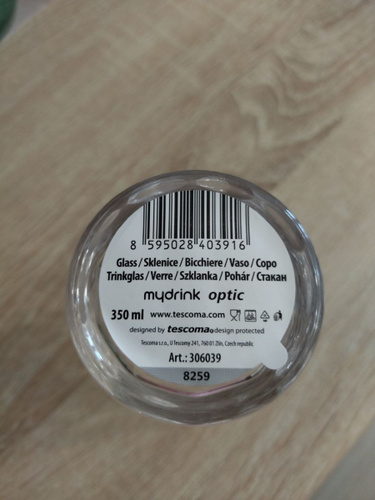 8 595028 403916
Glass / Sklenice / Bicchiere / Vaso / Copo
Trinkglas / Verre / Szklanka / Pohár / Стакан
mydrink optic
350 ml www.tescoma.com
designed by tescoma® design protected
Tescoma s.r.o., U Tescomy 241, 760 01 Zlín, Czech republic.
Art.: 306039
8259